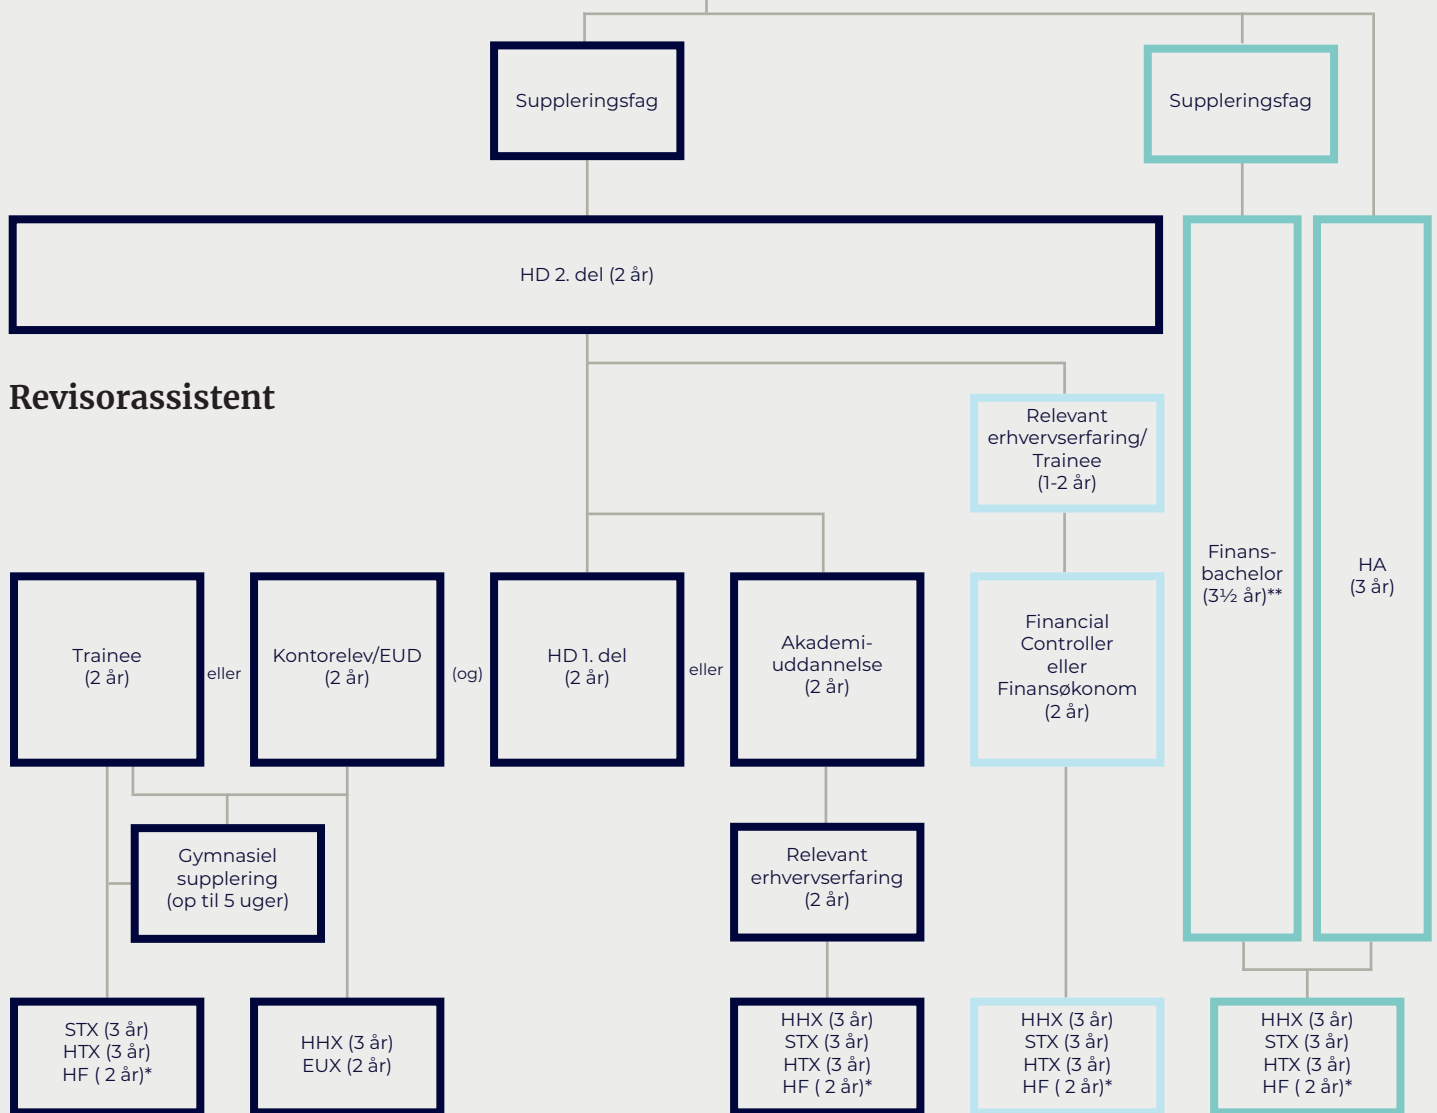 Suppleringsfag
Suppleringsfag
HD 2. del (2 år)
Revisorassistent
Relevant
erhvervserfaring/
Trainee
(1-2 år)
Trainee
(2 år)
eller
Kontorelev/EUD
(2 år)
(og)
HD 1. del
(2 år)
eller
Akademi-
uddannelse
(2 år)
Financial
Controller
eller
Finansøkonom
(2 år)
Finans-
bachelor
(3½ år)**
HA
(3 år)
Gymnasiel
supplering
(op til 5 uger)
Relevant
erhvervserfaring
(2 år)
STX (3 år)
HTX (3 år)
HF ( 2 år)*
HHX (3 år)
EUX (2 år)
HHX (3 år)
STX (3 år)
HTX (3 år)
HF ( 2 år)*
HHX (3 år)
STX (3 år)
HTX (3 år)
HF ( 2 år)*
HHX (3 år)
STX (3 år)
HTX (3 år)
HF ( 2 år)*